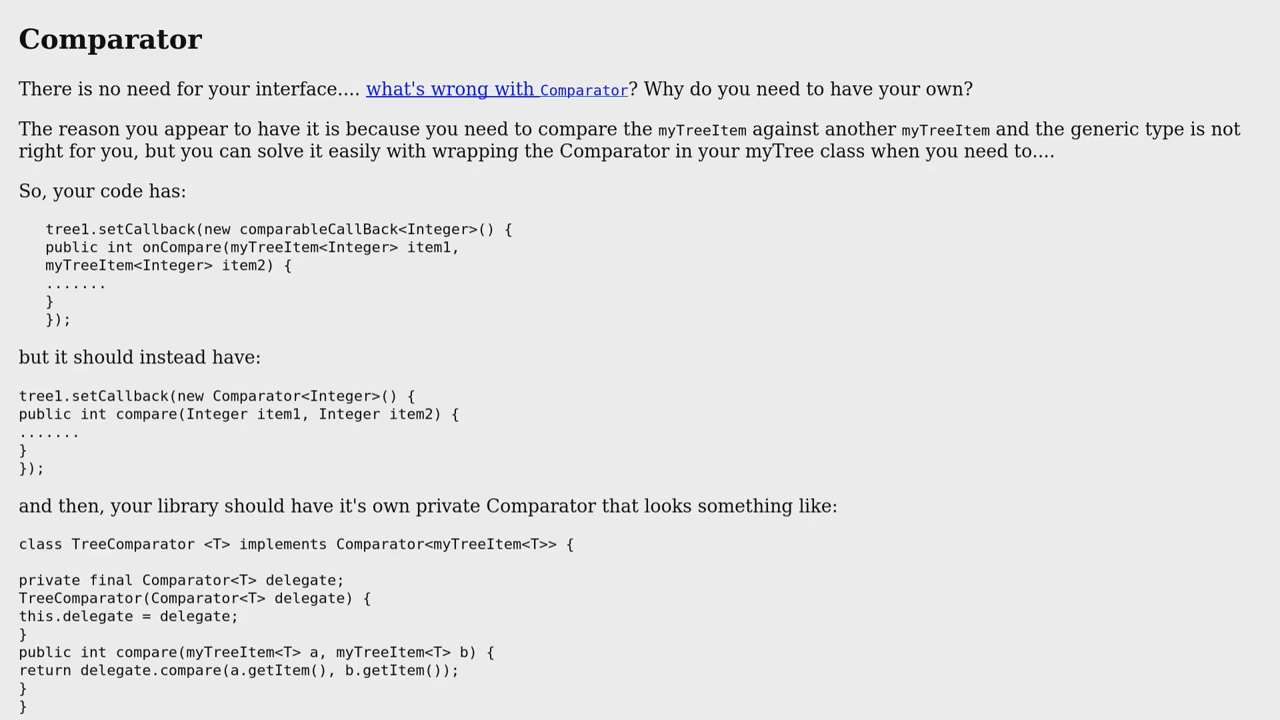 Comparator
There is no need for your interface.... what's wrong with Comparator? Why do you need to have your own?
The reason you appear to have it is because you need to compare the myTreeItem against another myTreeItem and the generic type is not
right for you, but you can solve it easily with wrapping the Comparator in your myTree class when you need to....
So, your code has:
tree1.setCallback(new comparableCallBack<Integer>() {
public int onCompare(myTreeItem<Integer> item1,
myTreeItem<Integer> item2) {
.......
}
});
but it should instead have:
tree1.setCallback(new Comparator<Integer>() {
public int compare(Integer item1, Integer item2) {
.......
}
});
and then, your library should have it's own private Comparator that looks something like:
class TreeComparator <T> implements Comparator<myTreeItem<T>> {
private final Comparator<T> delegate;
TreeComparator(Comparator<T> delegate) {
this.delegate = delegate;
}
public int compare(myTreeItem<T> a, myTreeItem<T> b) {
return delegate.compare(a.getItem(), b.getItem());
}
}